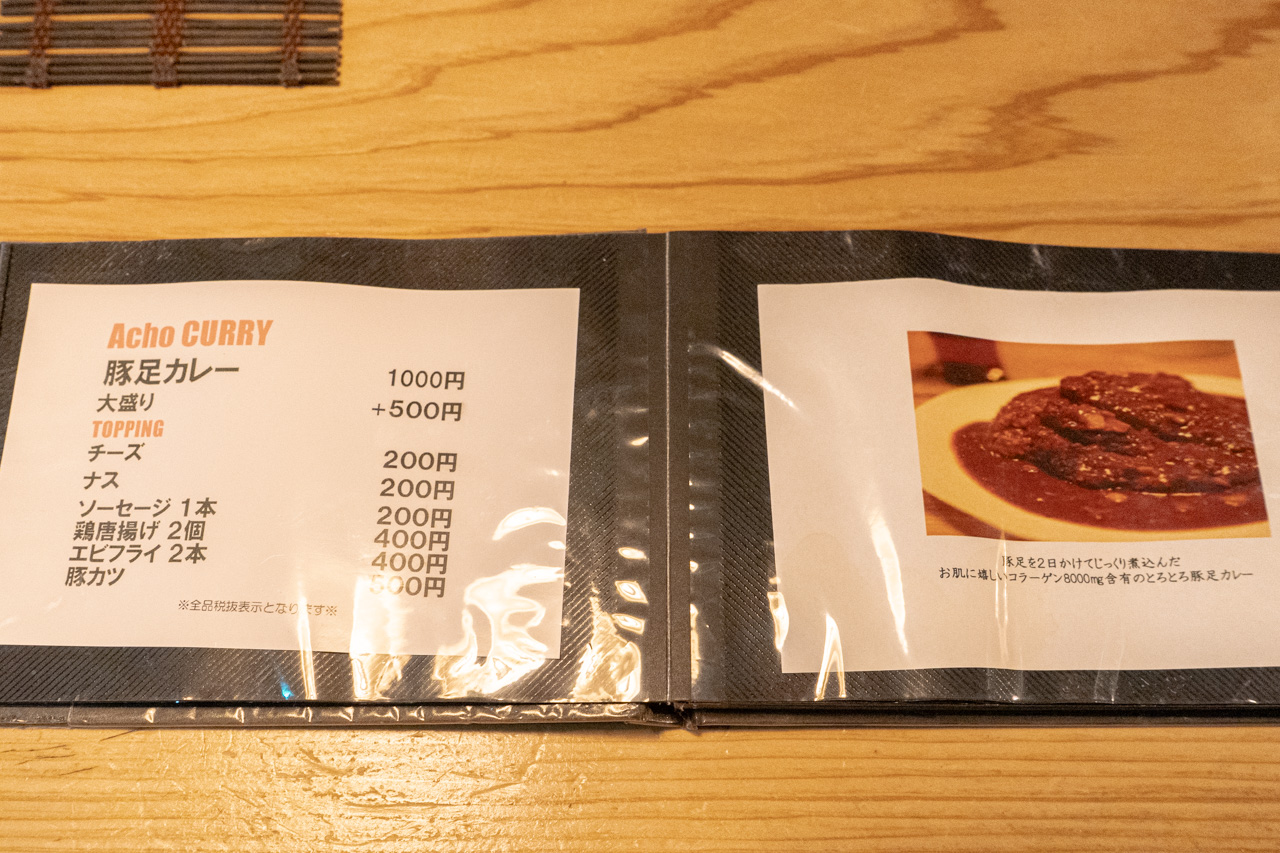 Acho CURRY
豚足カレー 1000円
大盛り +500円
TOPPING
チーズ 200円
ナス 200円
ソーセージ 1本 200円
鶏唐揚げ 2個 400円
エビフライ 2本 400円
豚カツ 500円
※全品税抜表示となります※
豚足を2日かけてじっくり煮込んだ
お肌に嬉しいコラーゲン8000mg含有のとろとろ豚足カレー